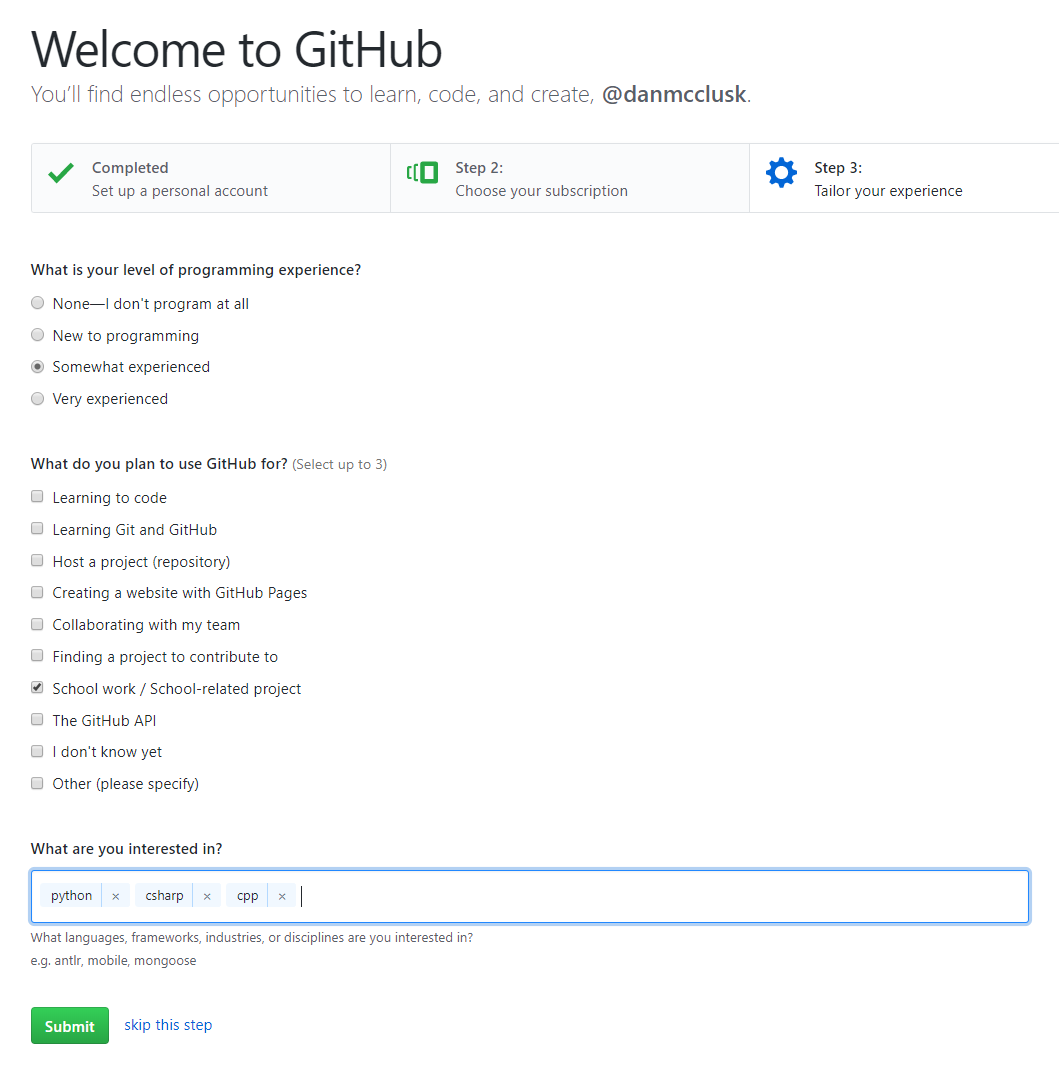 Welcome to GitHub
You’ll find endless opportunities to learn, code, and create, @danmcclusk.
Completed
Set up a personal account
Step 2:
Choose your subscription
Step 3:
Tailor your experience
What is your level of programming experience?
None—I don't program at all
New to programming
Somewhat experienced
Very experienced
What do you plan to use GitHub for? (Select up to 3)
Learning to code
Learning Git and GitHub
Host a project (repository)
Creating a website with GitHub Pages
Collaborating with my team
Finding a project to contribute to
School work / School-related project
The GitHub API
I don't know yet
Other (please specify)
What are you interested in?
python × csharp × cpp ×
What languages, frameworks, industries, or disciplines are you interested in?
e.g. antlr, mobile, mongoose
Submit skip this step